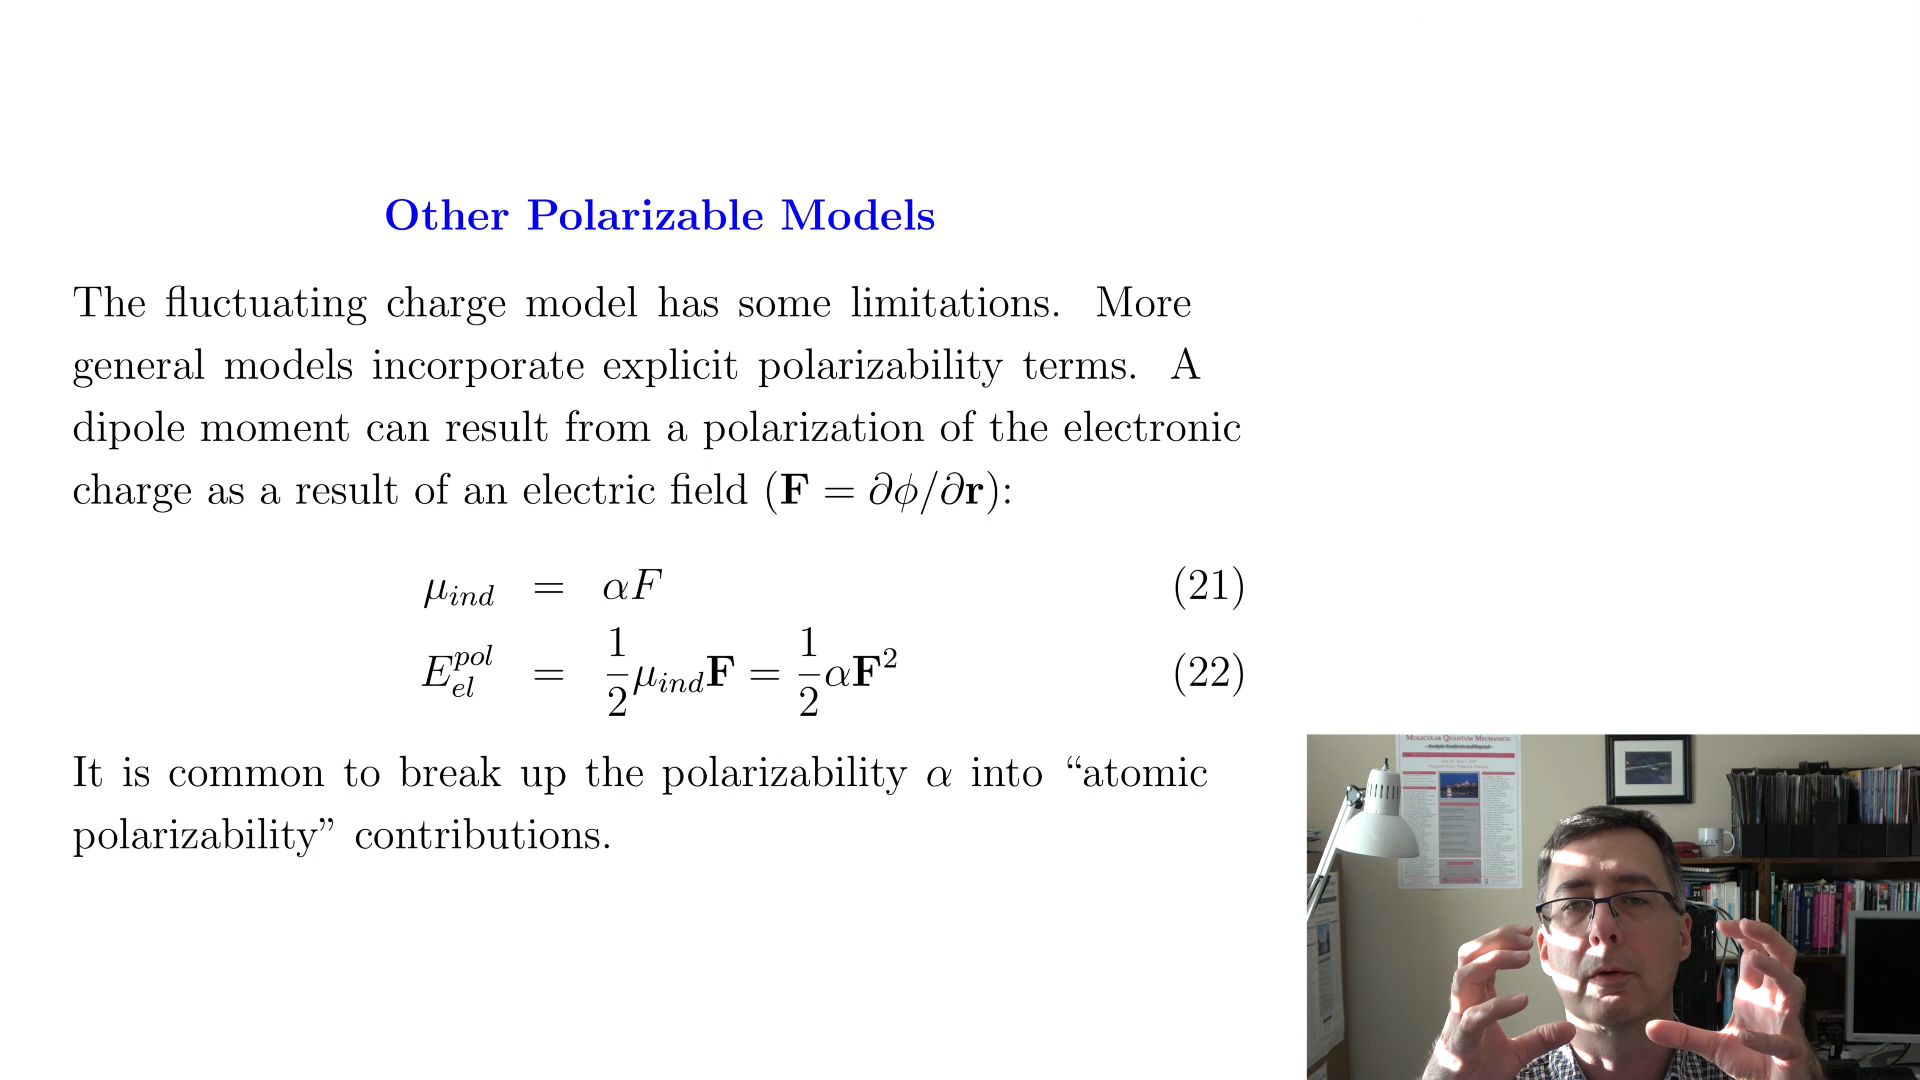 Other Polarizable Models
The fluctuating charge model has some limitations. More
general models incorporate explicit polarizability terms. A
dipole moment can result from a polarization of the electronic
charge as a result of an electric field (F = ∂ϕ/∂r):
μ_ind = αF (21)
E_el^pol = 1/2 μ_ind F = 1/2 αF² (22)
It is common to break up the polarizability α into “atomic
polarizability” contributions.
Molecular Quantum Mechanics: